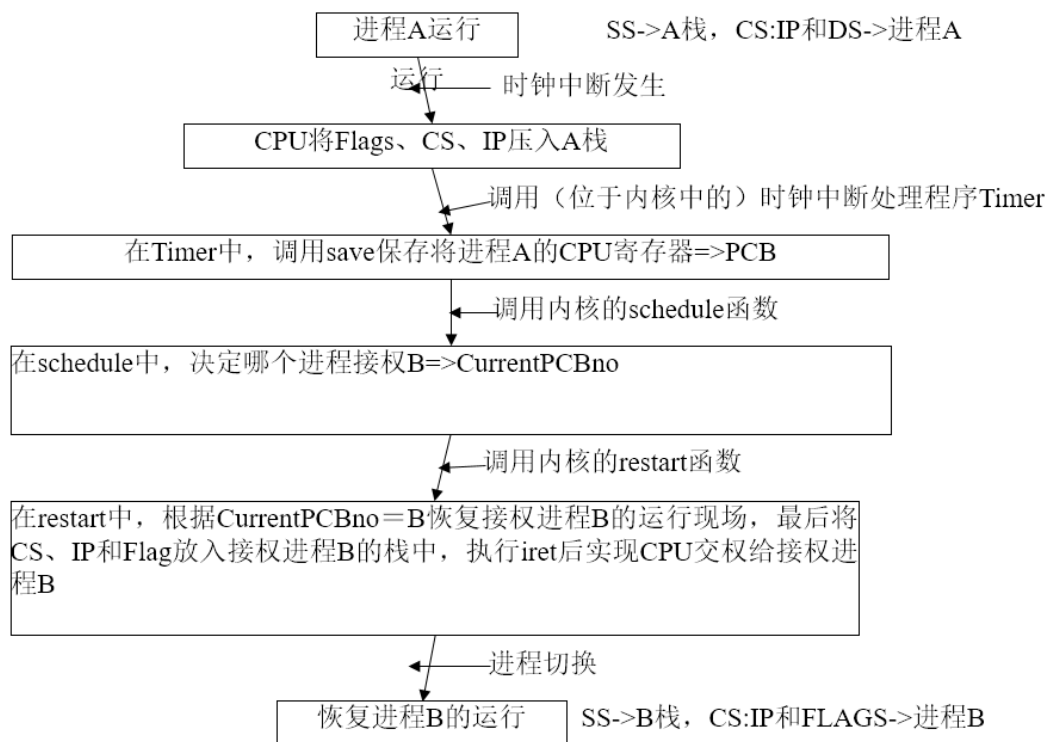 进程A运行
SS->A栈，CS:IP和DS->进程A
运行
时钟中断发生
CPU将Flags、CS、IP压入A栈
调用（位于内核中的）时钟中断处理程序Timer
在Timer中，调用save保存将进程A的CPU寄存器=>PCB
调用内核的schedule函数
在schedule中，决定哪个进程接权B=>CurrentPCBno
调用内核的restart函数
在restart中，根据CurrentPCBno＝B恢复接权进程B的运行现场，最后将
CS、IP和Flag放入接权进程B的栈中，执行iret后实现CPU交权给接权进
程B
进程切换
恢复进程B的运行
SS->B栈，CS:IP和FLAGS->进程B